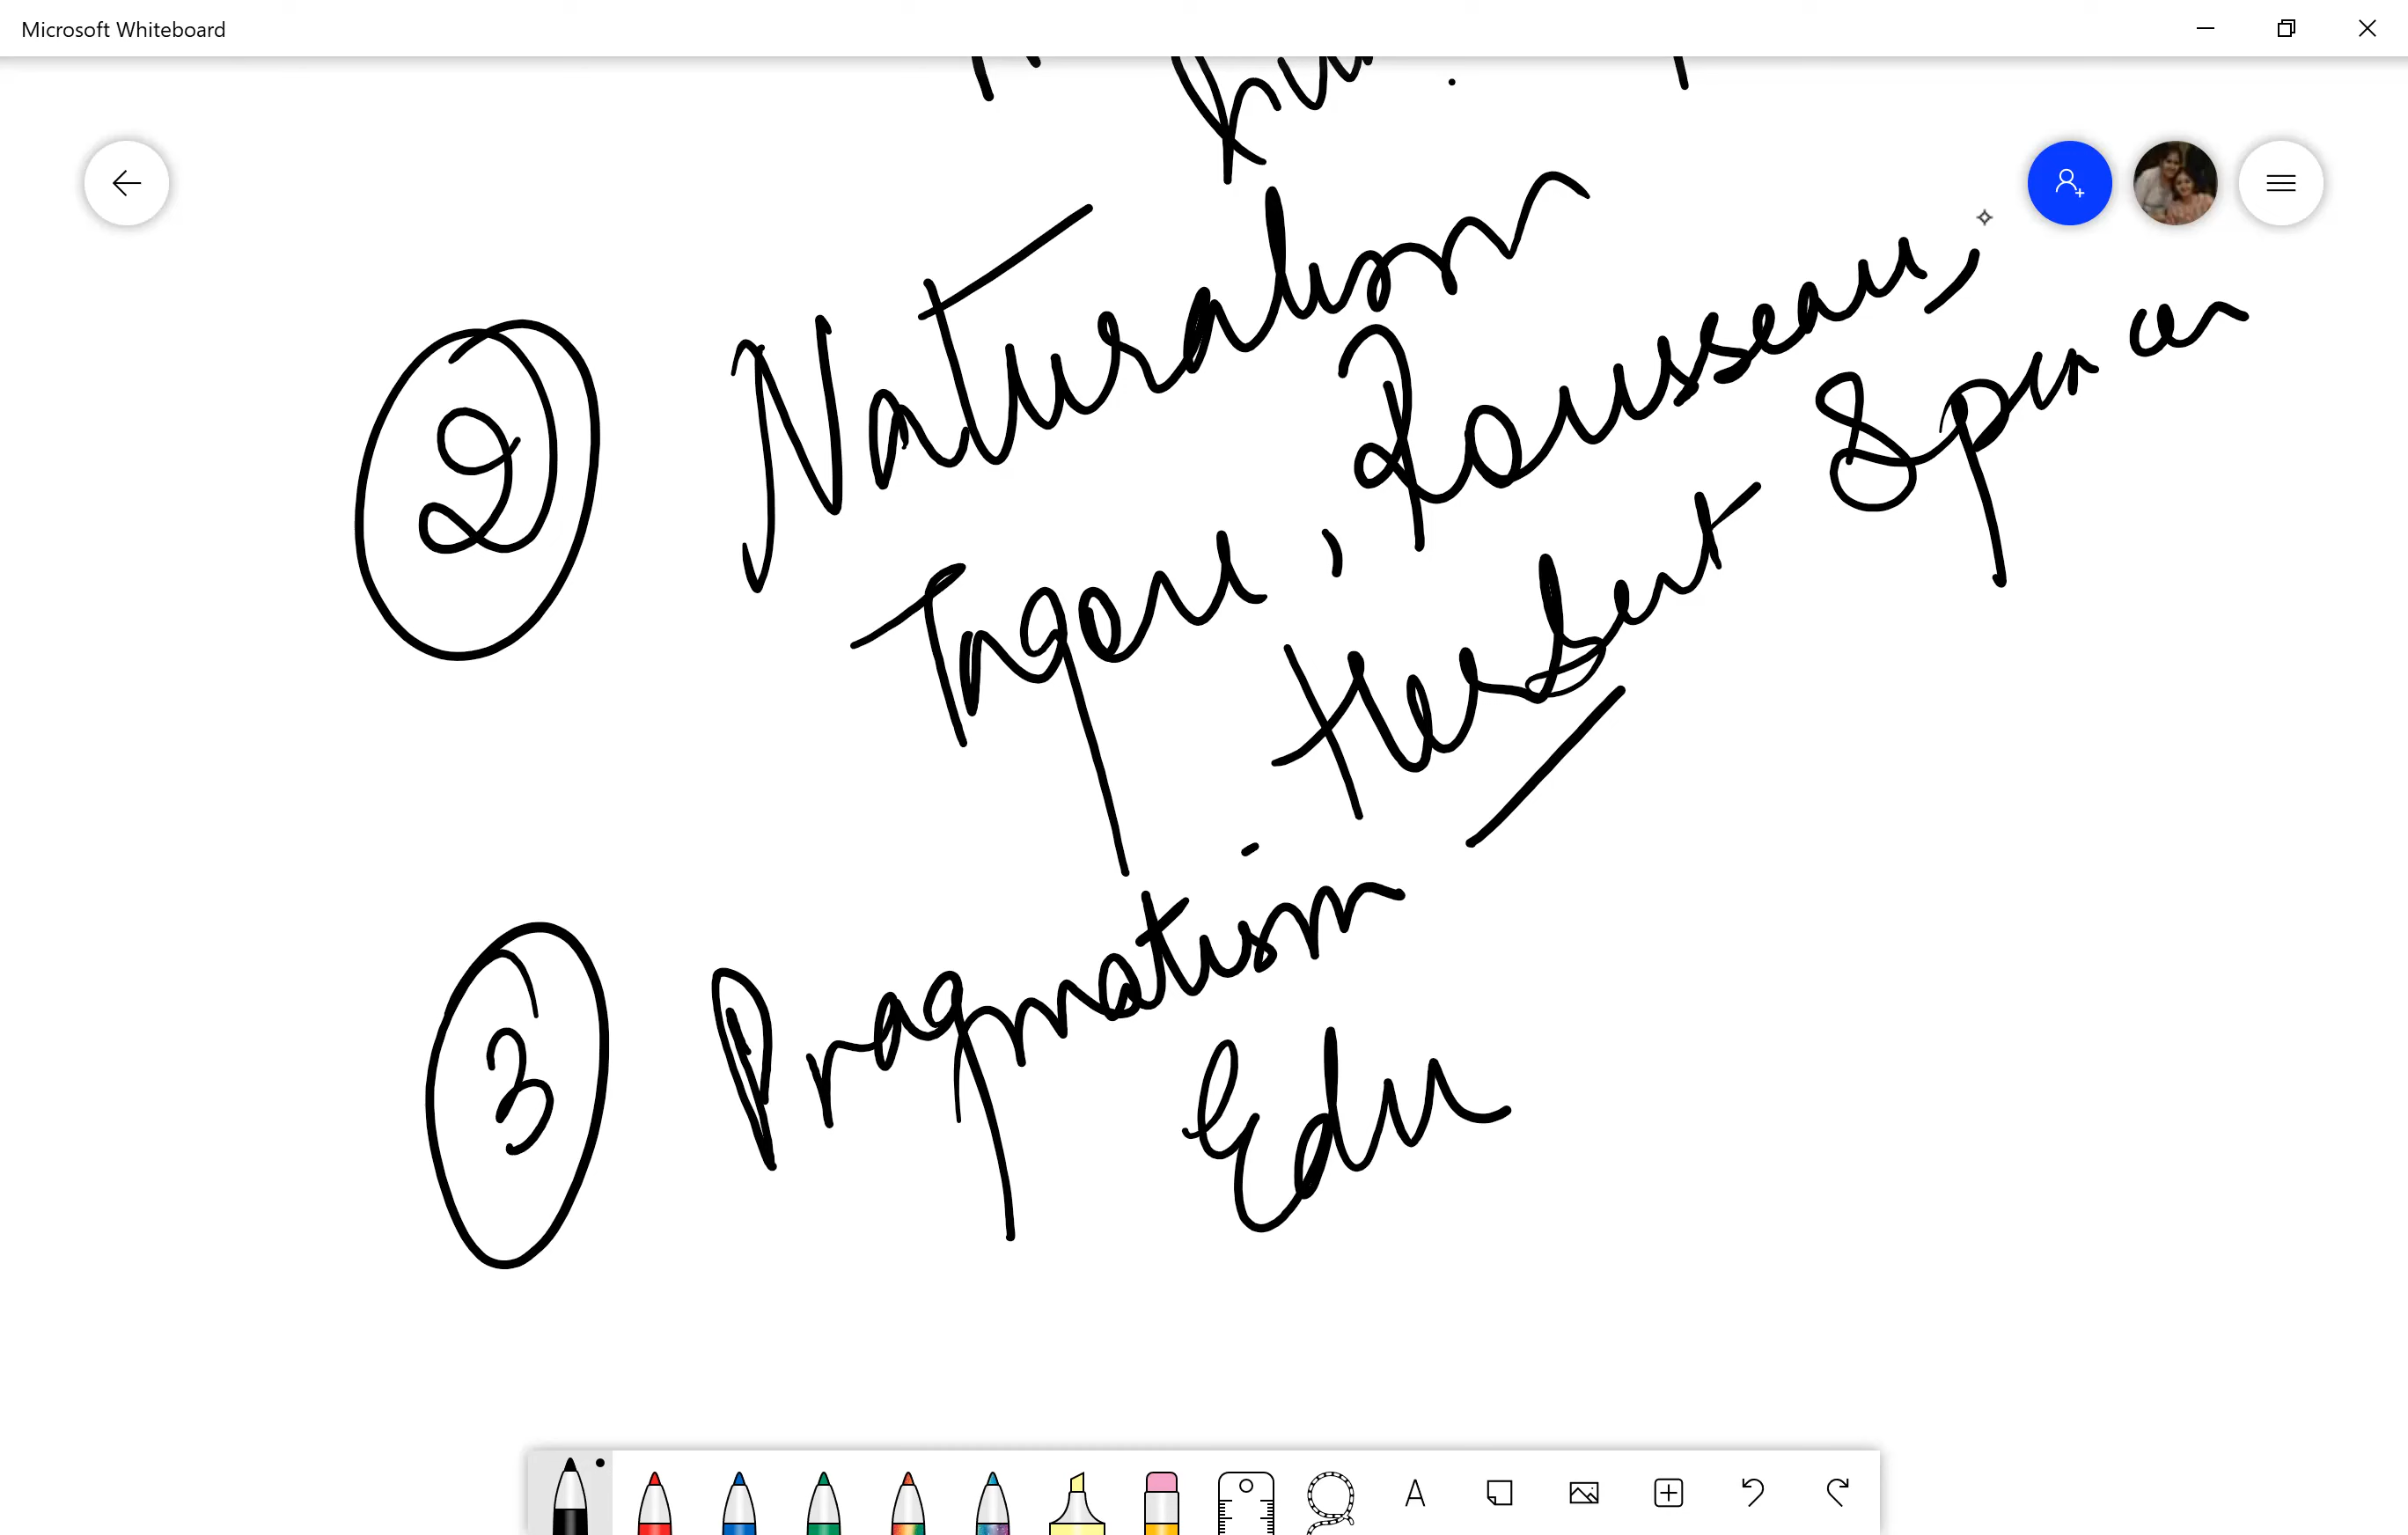 Microsoft Whiteboard
2 Naturalism
Tagore, Rousseau,
Herbert Spencer
3 Pragmatism
Edu